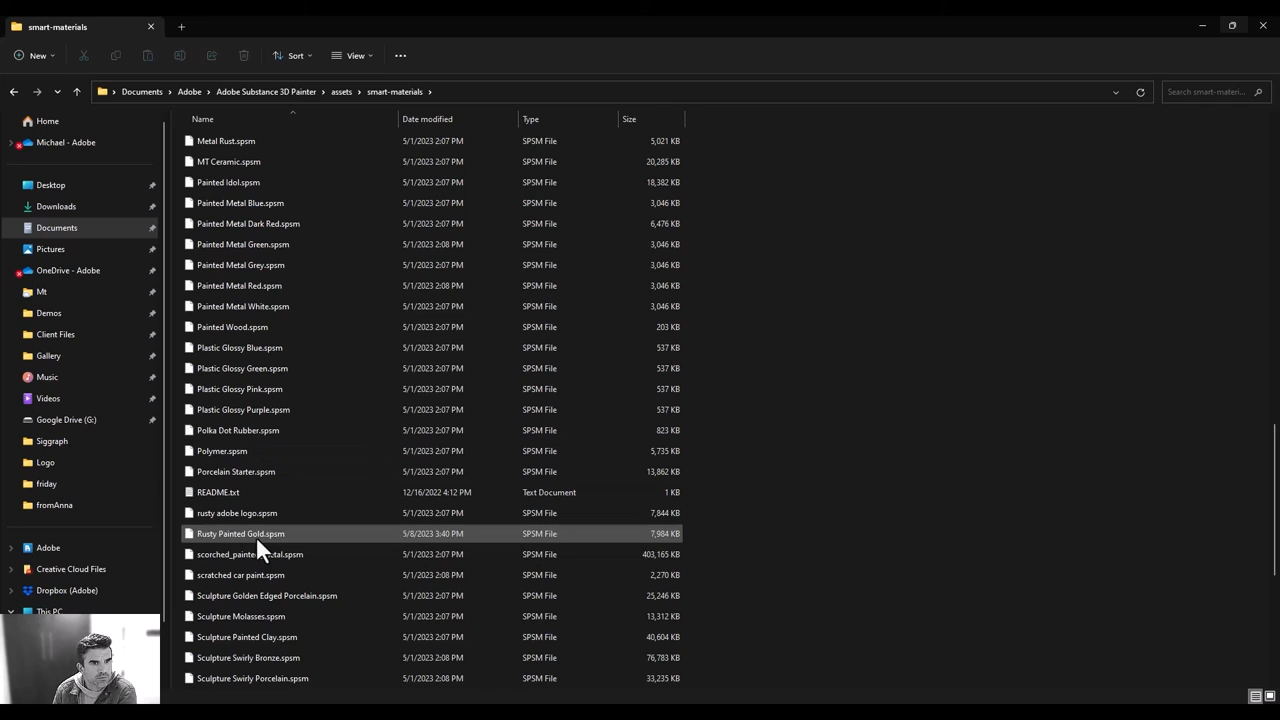 smart-materials
New
Sort
View
Documents > Adobe > Adobe Substance 3D Painter > assets > smart-materials >
Search smart-materi...
Name Date modified Type Size
Home
Michael - Adobe
Desktop
Downloads
Documents
Pictures
OneDrive - Adobe
Mt
Demos
Client Files
Gallery
Music
Videos
Google Drive (G:)
Siggraph
Logo
friday
fromAnna
Adobe
Creative Cloud Files
Dropbox (Adobe)
This PC
Metal Rust.spsm 5/1/2023 2:07 PM SPSM File 5,021 KB
MT Ceramic.spsm 5/1/2023 2:07 PM SPSM File 20,285 KB
Painted Idol.spsm 5/1/2023 2:07 PM SPSM File 18,382 KB
Painted Metal Blue.spsm 5/1/2023 2:07 PM SPSM File 3,046 KB
Painted Metal Dark Red.spsm 5/1/2023 2:07 PM SPSM File 6,476 KB
Painted Metal Green.spsm 5/1/2023 2:08 PM SPSM File 3,046 KB
Painted Metal Grey.spsm 5/1/2023 2:07 PM SPSM File 3,046 KB
Painted Metal Red.spsm 5/1/2023 2:08 PM SPSM File 3,046 KB
Painted Metal White.spsm 5/1/2023 2:07 PM SPSM File 3,046 KB
Painted Wood.spsm 5/1/2023 2:07 PM SPSM File 203 KB
Plastic Glossy Blue.spsm 5/1/2023 2:07 PM SPSM File 537 KB
Plastic Glossy Green.spsm 5/1/2023 2:07 PM SPSM File 537 KB
Plastic Glossy Pink.spsm 5/1/2023 2:07 PM SPSM File 537 KB
Plastic Glossy Purple.spsm 5/1/2023 2:07 PM SPSM File 537 KB
Polka Dot Rubber.spsm 5/1/2023 2:07 PM SPSM File 823 KB
Polymer.spsm 5/1/2023 2:07 PM SPSM File 5,735 KB
Porcelain Starter.spsm 5/1/2023 2:07 PM SPSM File 13,862 KB
README.txt 12/16/2022 4:12 PM Text Document 1 KB
rusty adobe logo.spsm 5/1/2023 2:07 PM SPSM File 7,844 KB
Rusty Painted Gold.spsm 5/8/2023 3:40 PM SPSM File 7,984 KB
5/1/2023 2:07 PM SPSM File 403,165 KB
scratched car paint.spsm 5/1/2023 2:08 PM SPSM File 2,270 KB
Sculpture Golden Edged Porcelain.spsm 5/1/2023 2:07 PM SPSM File 25,246 KB
Sculpture Molasses.spsm 5/1/2023 2:07 PM SPSM File 13,312 KB
Sculpture Painted Clay.spsm 5/1/2023 2:07 PM SPSM File 40,604 KB
Sculpture Swirly Bronze.spsm 5/1/2023 2:08 PM SPSM File 76,783 KB
Sculpture Swirly Porcelain.spsm 5/1/2023 2:08 PM SPSM File 33,235 KB